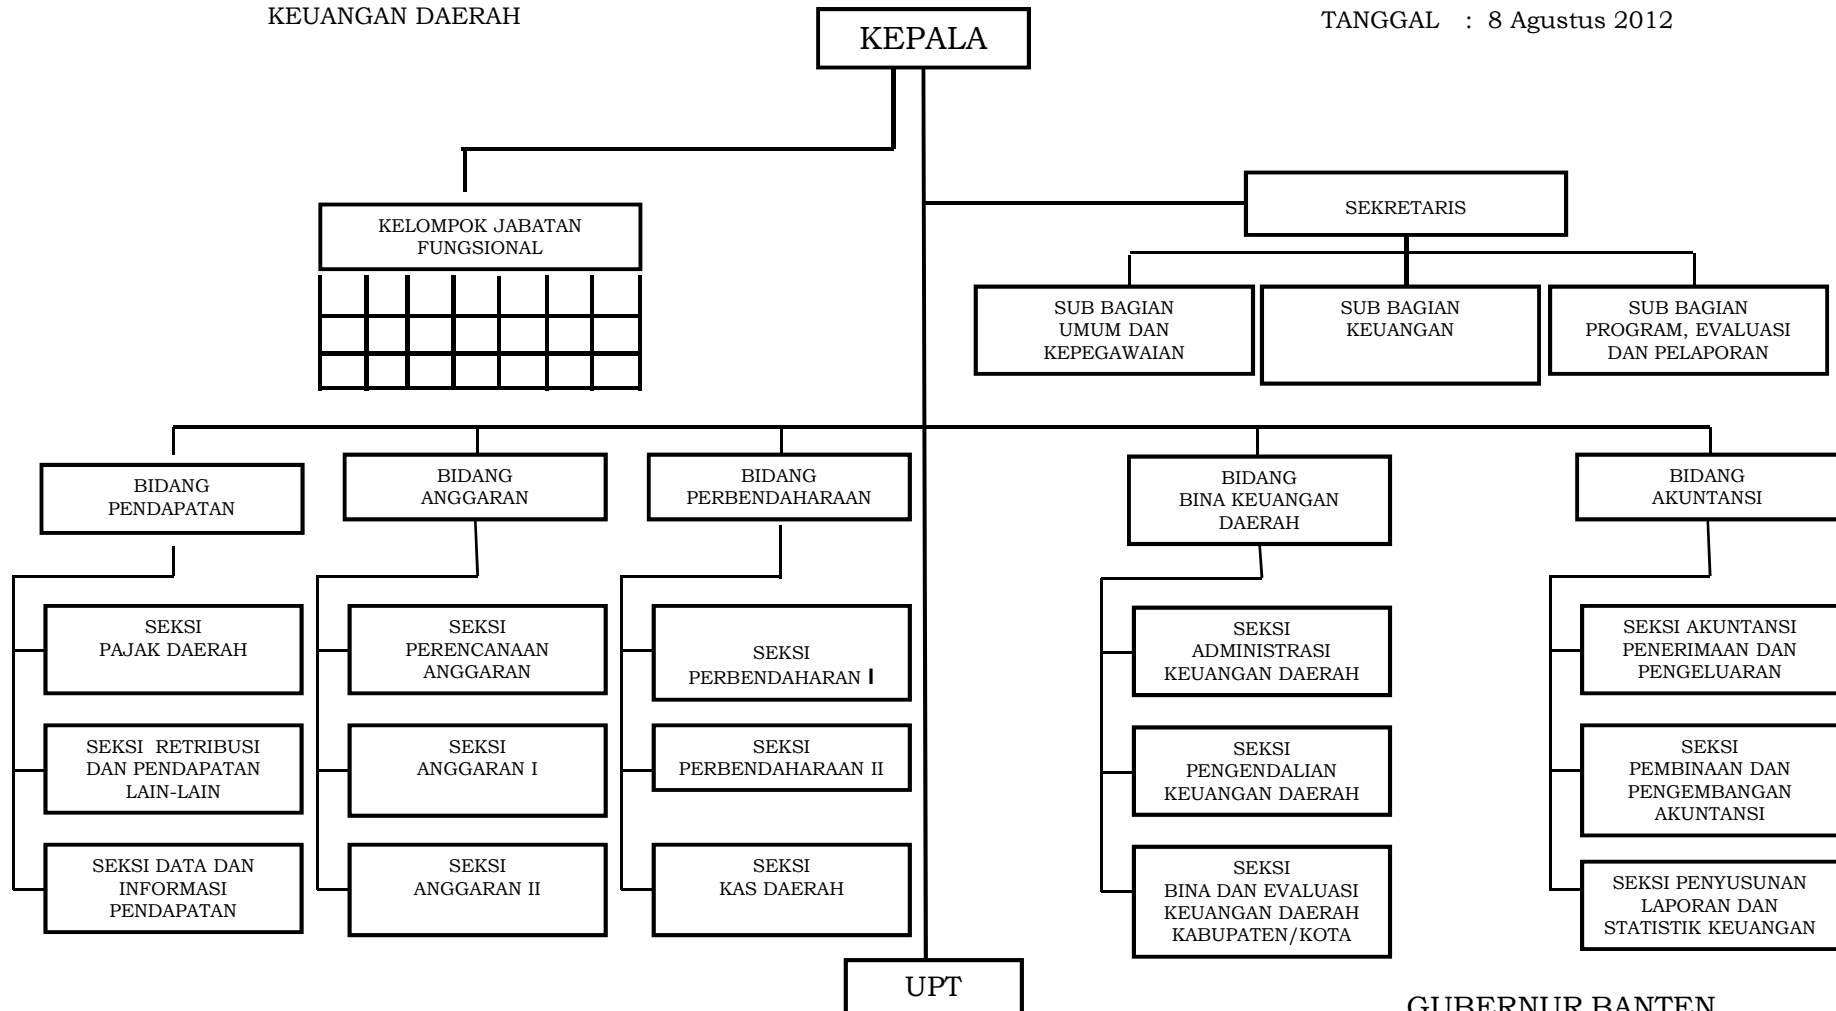 KEUANGAN DAERAH
TANGGAL : 8 Agustus 2012
KEPALA
KELOMPOK JABATAN
FUNGSIONAL
SEKRETARIS
SUB BAGIAN
UMUM DAN
KEPEGAWAIAN
SUB BAGIAN
KEUANGAN
SUB BAGIAN
PROGRAM, EVALUASI
DAN PELAPORAN
BIDANG
PENDAPATAN
BIDANG
ANGGARAN
BIDANG
PERBENDAHARAAN
BIDANG
BINA KEUANGAN
DAERAH
BIDANG
AKUNTANSI
SEKSI
PAJAK DAERAH
SEKSI
PERENCANAAN
ANGGARAN
SEKSI
PERBENDAHARAN I
SEKSI
ADMINISTRASI
KEUANGAN DAERAH
SEKSI AKUNTANSI
PENERIMAAN DAN
PENGELUARAN
SEKSI RETRIBUSI
DAN PENDAPATAN
LAIN-LAIN
SEKSI
ANGGARAN I
SEKSI
PERBENDAHARAAN II
SEKSI
PENGENDALIAN
KEUANGAN DAERAH
SEKSI
PEMBINAAN DAN
PENGEMBANGAN
AKUNTANSI
SEKSI DATA DAN
INFORMASI
PENDAPATAN
SEKSI
ANGGARAN II
SEKSI
KAS DAERAH
SEKSI
BINA DAN EVALUASI
KEUANGAN DAERAH
KABUPATEN/KOTA
SEKSI PENYUSUNAN
LAPORAN DAN
STATISTIK KEUANGAN
UPT
GUBERNUR BANTEN